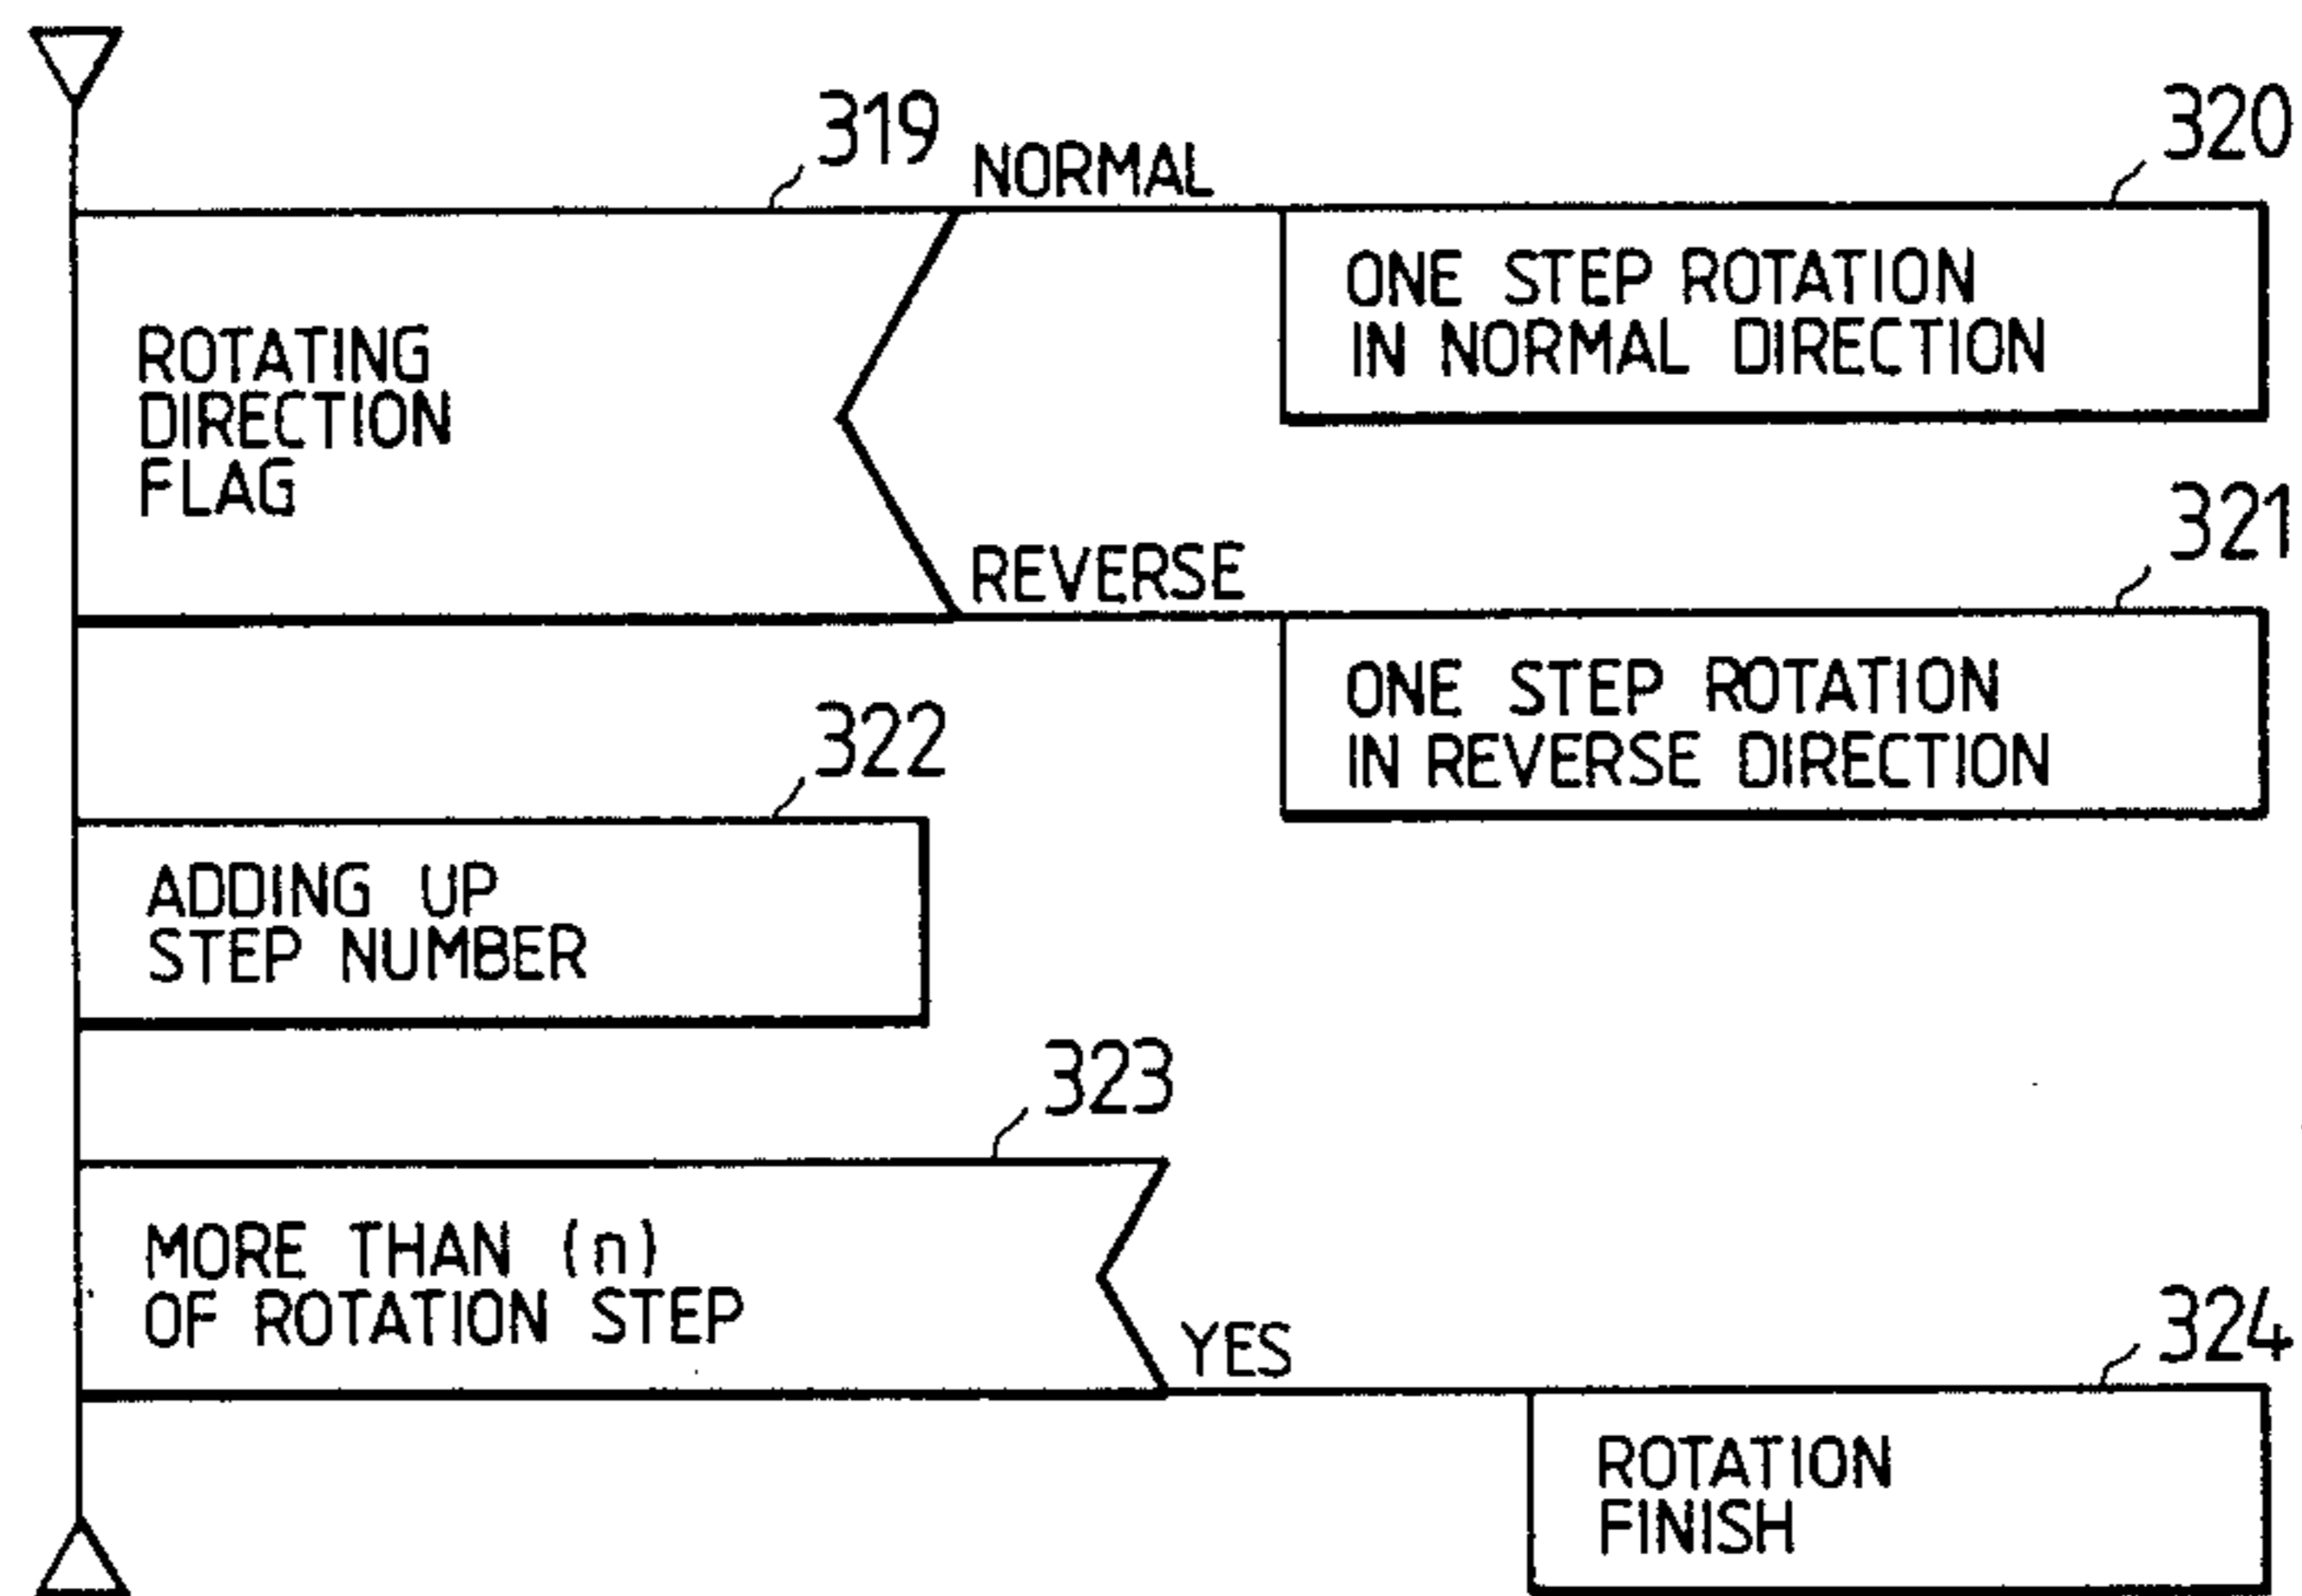 319
NORMAL
320
ROTATING
DIRECTION
FLAG
ONE STEP ROTATION
IN NORMAL DIRECTION
REVERSE
321
ONE STEP ROTATION
IN REVERSE DIRECTION
322
ADDING UP
STEP NUMBER
323
MORE THAN (n)
OF ROTATION STEP
YES
324
ROTATION
FINISH